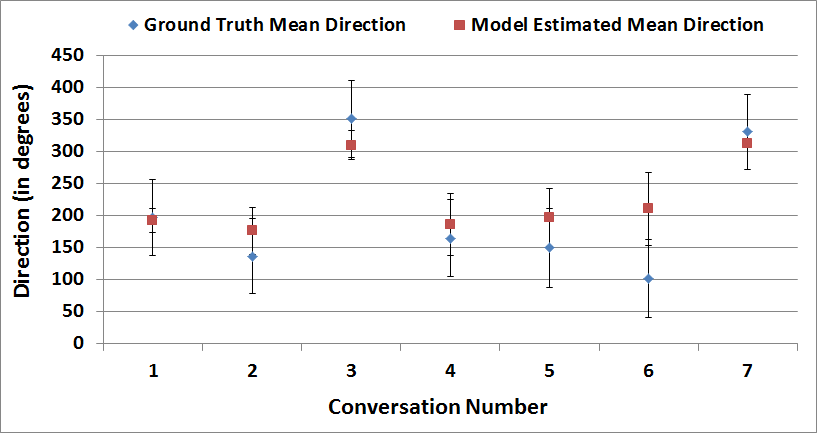 Ground Truth Mean Direction
Model Estimated Mean Direction
450
400
350
300
250
200
150
100
50
0
Direction (in degrees)
1 2 3 4 5 6 7
Conversation Number